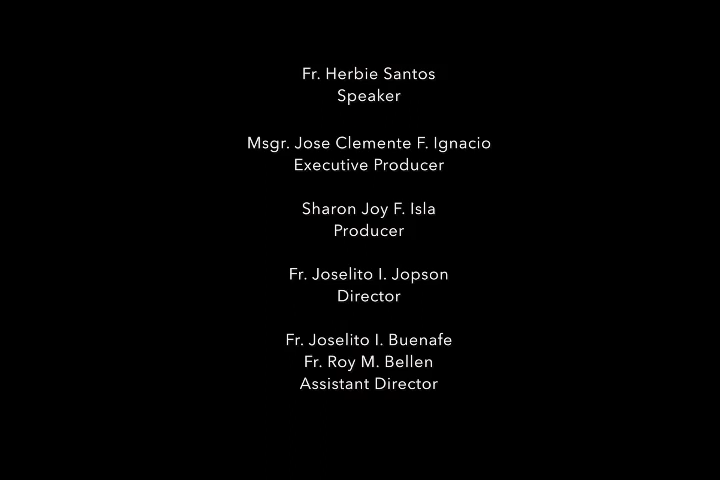 Fr. Herbie Santos
Speaker
Msgr. Jose Clemente F. Ignacio
Executive Producer
Sharon Joy F. Isla
Producer
Fr. Joselito I. Jopson
Director
Fr. Joselito I. Buenafe
Fr. Roy M. Bellen
Assistant Director